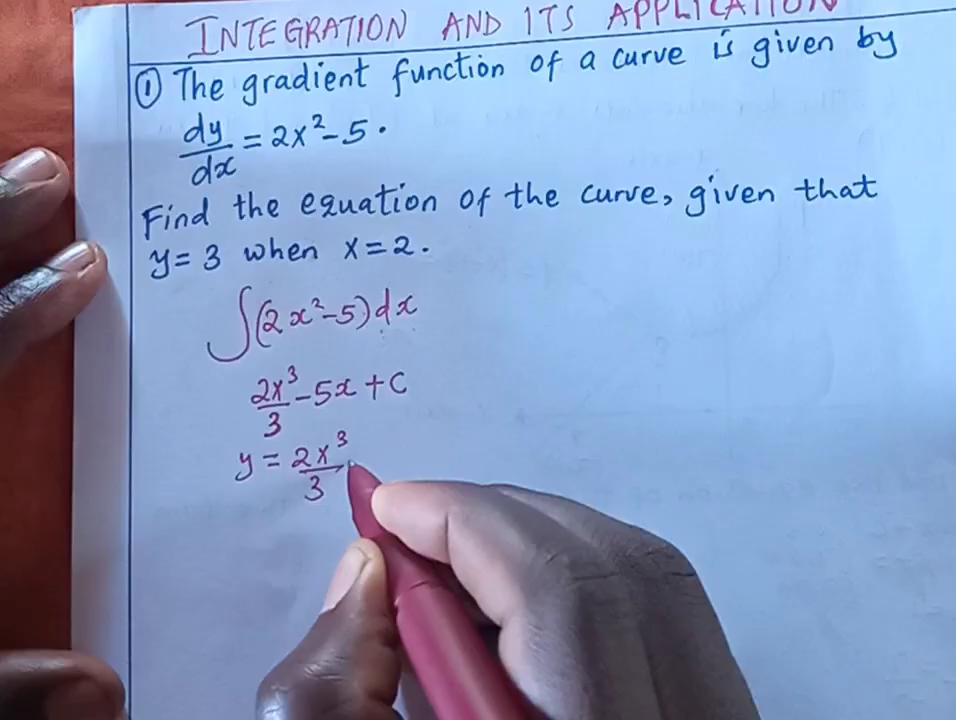 INTEGRATION AND ITS APPLICATION
① The gradient function of a curve is given by
dy/dx = 2x² - 5.
Find the equation of the curve, given that
y = 3 when x = 2.
∫(2x² - 5)dx
2x³/3 - 5x + C
y = 2x³/3